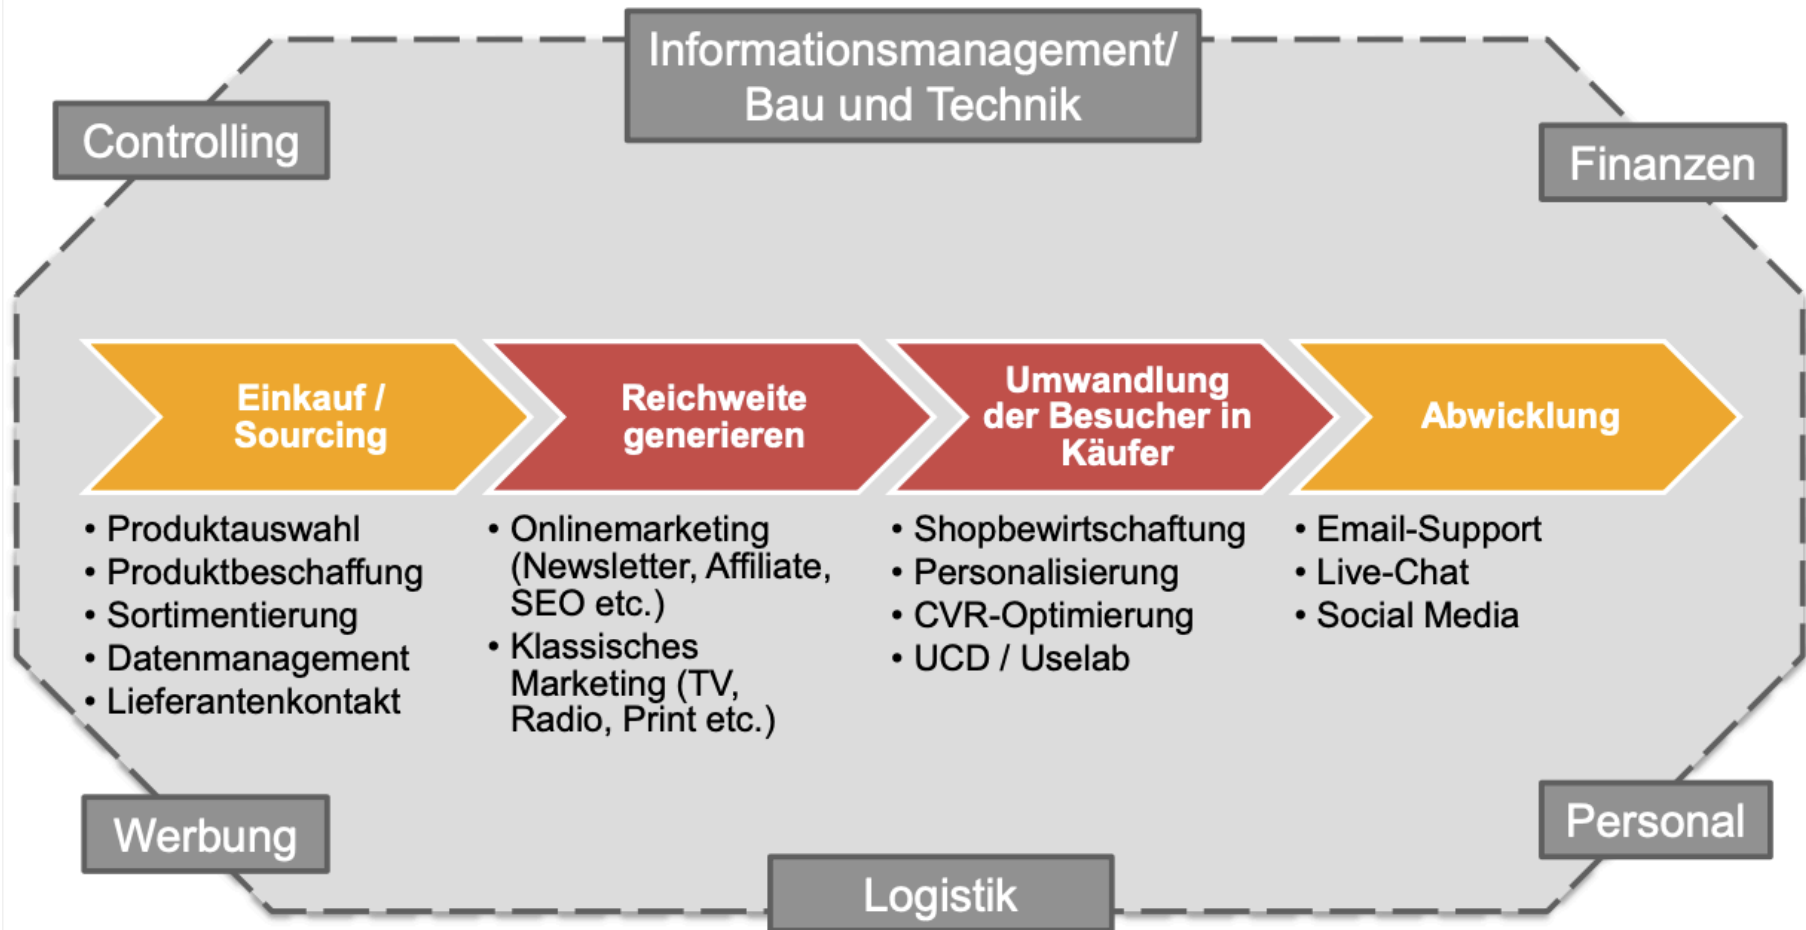 Informationsmanagement/
Bau und Technik
Controlling
Finanzen
Einkauf /
Sourcing
• Produktauswahl
• Produktbeschaffung
• Sortimentierung
• Datenmanagement
• Lieferantenkontakt
Reichweite
generieren
• Onlinemarketing
(Newsletter, Affiliate,
SEO etc.)
• Klassisches
Marketing (TV,
Radio, Print etc.)
Umwandlung
der Besucher in
Käufer
• Shopbewirtschaftung
• Personalisierung
• CVR-Optimierung
• UCD / Uselab
Abwicklung
• Email-Support
• Live-Chat
• Social Media
Werbung
Logistik
Personal